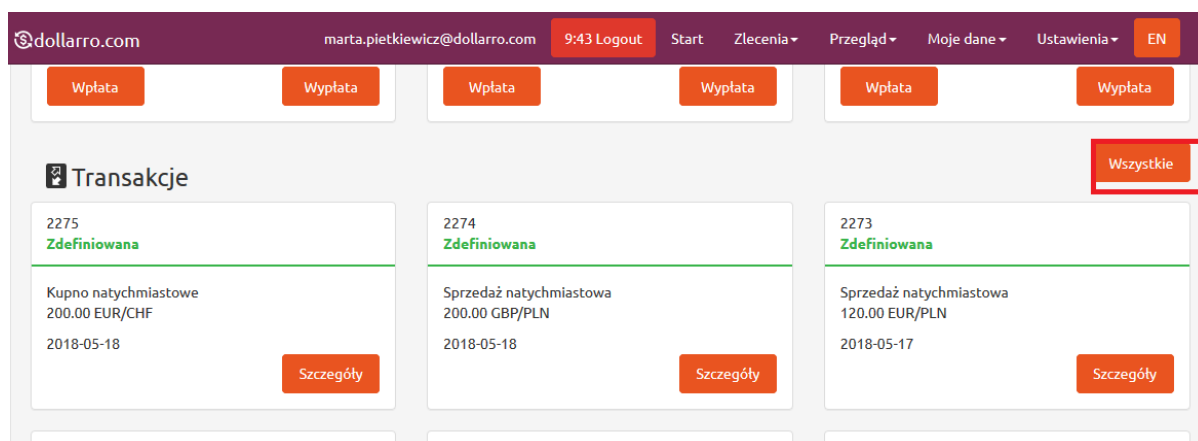 dollarro.com marta.pietkiewicz@dollarro.com 9:43 Logout Start Zlecenia Przegląd Moje dane Ustawienia EN
Wpłata Wypłata Wpłata Wypłata Wpłata Wypłata
Wszystkie
Transakcje
2275
Zdefiniowana
Kupno natychmiastowe
200.00 EUR/CHF
2018-05-18
Szczegóły
2274
Zdefiniowana
Sprzedaż natychmiastowa
200.00 GBP/PLN
2018-05-18
Szczegóły
2273
Zdefiniowana
Sprzedaż natychmiastowa
120.00 EUR/PLN
2018-05-17
Szczegóły